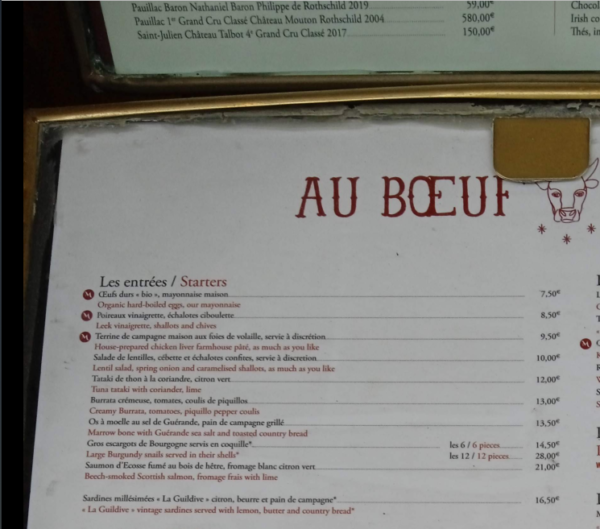 Pauillac Baron Nathaniel Baron Philippe de Rothschild 2019 59,00€
Pauillac 1er Grand Cru Classé Château Mouton Rothschild 2004 580,00€
Saint-Julien Château Talbot 4e Grand Cru Classé 2017 150,00€
Chocol
Irish co
Thés, in
AU BŒUF
Les entrées / Starters
Œufs durs « bio », mayonnaise maison 7,50€
Organic hard-boiled eggs, our mayonnaise
Poireaux vinaigrette, échalotes ciboulette 8,50€
Leek vinaigrette, shallots and chives
Terrine de campagne maison aux foies de volaille, servie à discrétion 9,50€
House-prepared chicken liver farmhouse pâté, as much as you like
Salade de lentilles, cébette et échalotes confites, servie à discretion 10,00€
Lentil salad, spring onion and caramelised shallots, as much as you like
Tataki de thon à la coriandre, citron vert 12,00€
Tuna tataki with coriander, lime
Burrata crémeuse, tomates, coulis de piquillos 13,00€
Creamy Burrata, tomatoes, piquillo pepper coulis
Os à moelle au sel de Guérande, pain de campagne grillé 13,50€
Marrow bone with Guérande sea salt and toasted country bread
Gros escargots de Bourgogne servis en coquille* les 6 / 6 pieces 14,50€
Large Burgundy snails served in their shells* les 12 / 12 pieces 28,00€
Saumon d'Ecosse fumé au bois de hêtre, fromage blanc citron vert 21,00€
Beech-smoked Scottish salmon, fromage frais with lime
Sardines millésimées « La Guildive » citron, beurre et pain de campagne* 16,50€
« La Guildive » vintage sardines served with lemon, butter and country bread*